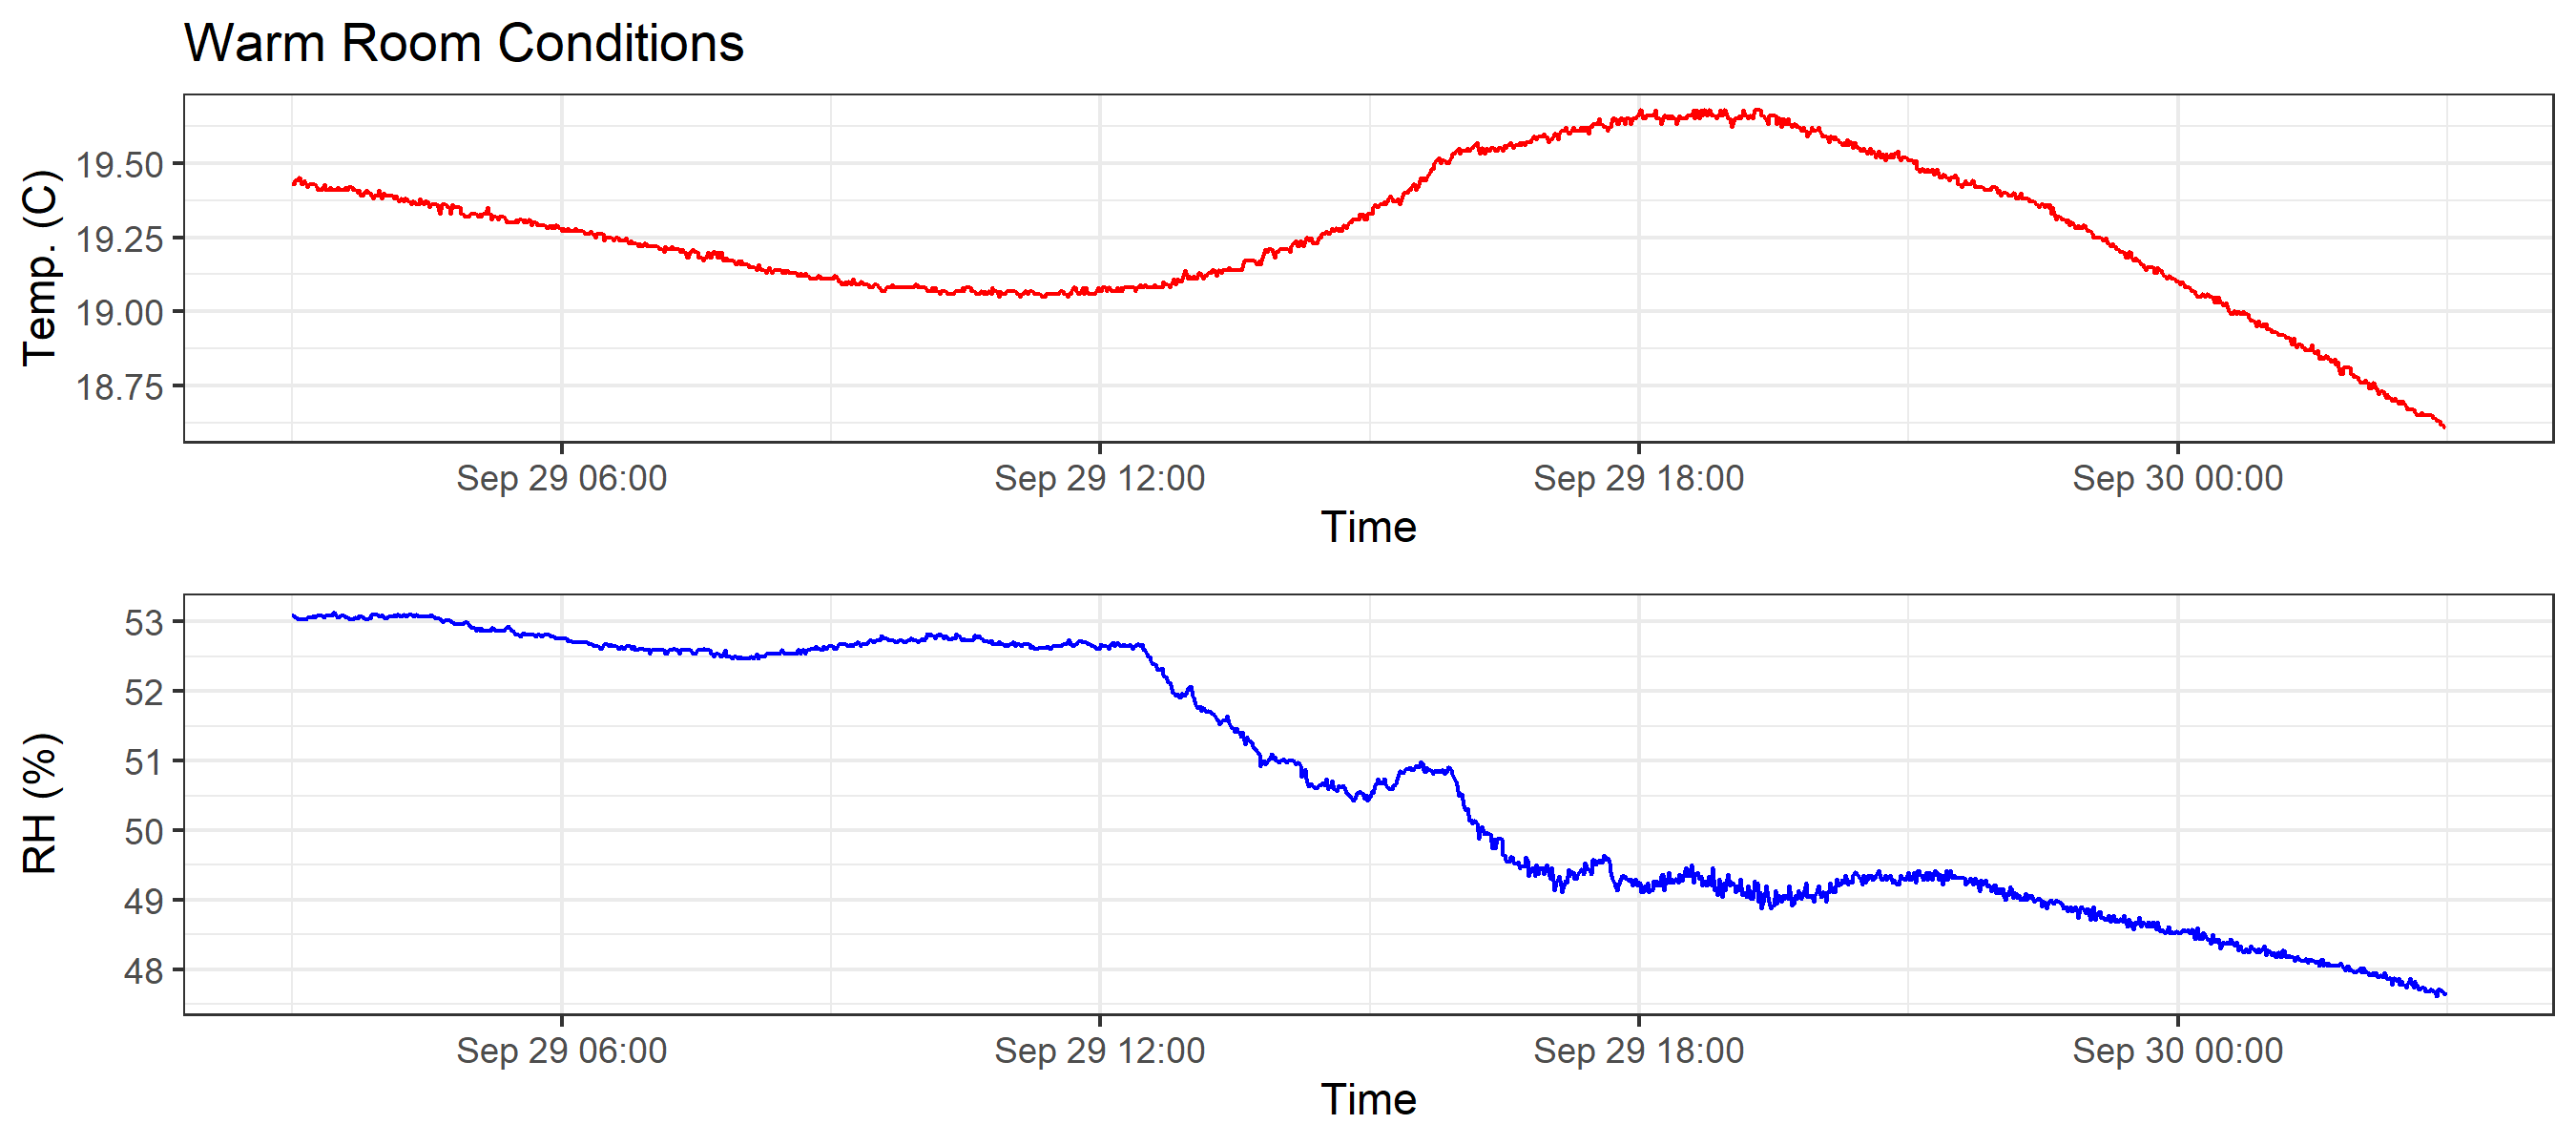 Warm Room Conditions
Temp. (C)
19.50
19.25
19.00
18.75
Sep 29 06:00 Sep 29 12:00 Sep 29 18:00 Sep 30 00:00
Time
RH (%)
53
52
51
50
49
48
Sep 29 06:00 Sep 29 12:00 Sep 29 18:00 Sep 30 00:00
Time